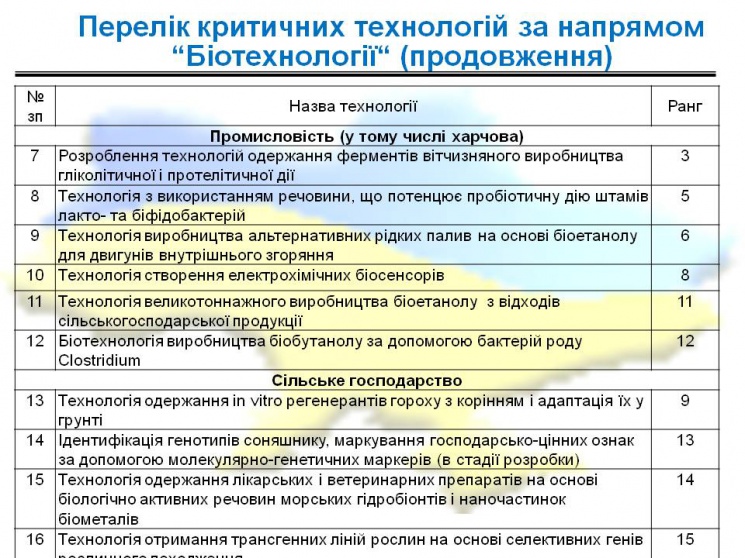 Перелік критичних технологій за напрямом
“Біотехнології“ (продовження)
№
зп
Назва технології
Ранг
Промисловість (у тому числі харчова)
7 Розроблення технологій одержання ферментів вітчизняного виробництва 3
гліколітичної і протелітичної дії
8 Технологія з використанням речовини, що потенцює пробіотичну дію штамів 5
лакто- та біфідобактерій
9 Технологія виробництва альтернативних рідких палив на основі біоетанолу 6
для двигунів внутрішнього згоряння
10 Технологія створення електрохімічних біосенсорів 8
11 Технологія великотоннажного виробництва біоетанолу з відходів 11
сільськогосподарської продукції
12 Біотехнологія виробництва біобутанолу за допомогою бактерій роду 12
Clostridium
Сільське господарство
13 Технологія одержання in vitro регенерантів гороху з корінням і адаптація їх у 9
ґрунті
14 Ідентифікація генотипів соняшнику, маркування господарсько-цінних ознак 13
за допомогою молекулярно-генетичних маркерів (в стадії розробки)
15 Технологія одержання лікарських і ветеринарних препаратів на основі 14
біологічно активних речовин морських гідробіонтів і наночастинок
біометалів
16 Технологія отримання трансгенних ліній рослин на основі селективних генів 15